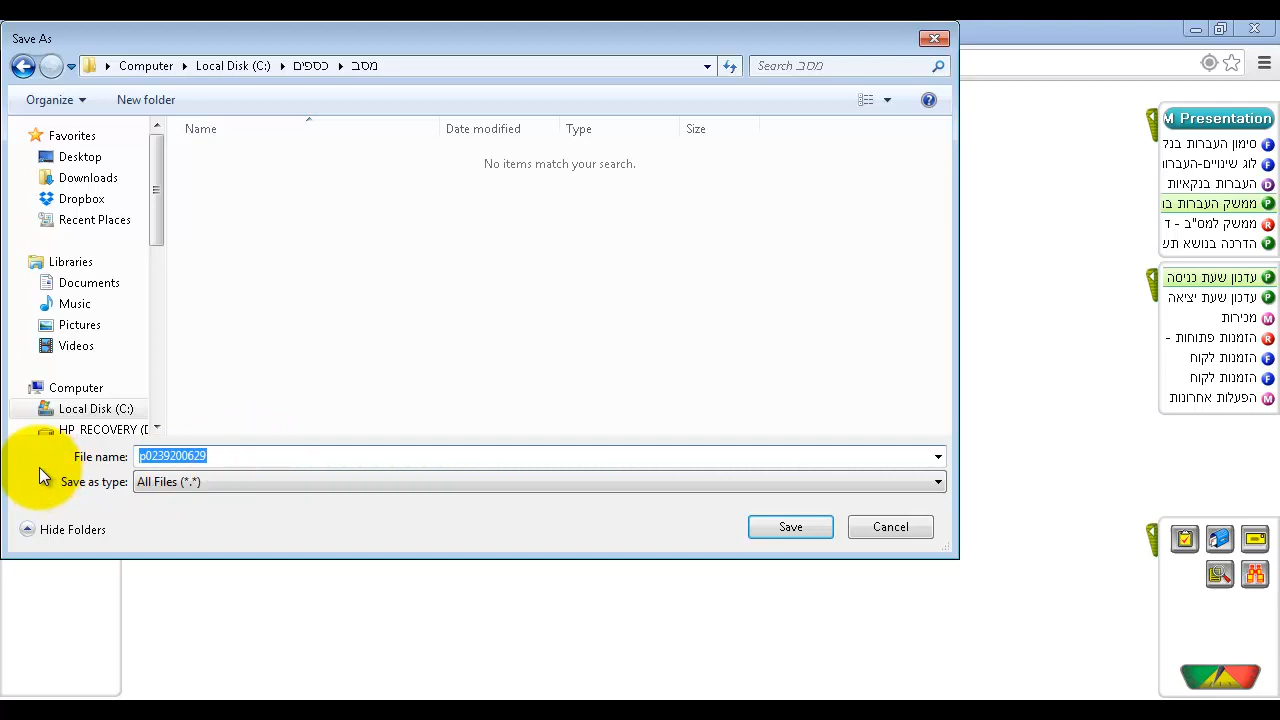 Save As
Computer
Local Disk (C:)
כספים
מסב
Search מסב
Organize
New folder
Name
Date modified
Type
Size
No items match your search.
Favorites
Desktop
Downloads
Dropbox
Recent Places
Libraries
Documents
Music
Pictures
Videos
Computer
Local Disk (C:)
HP RECOVERY (D
File name:
p0239200629
Save as type:
All Files (*.*)
Hide Folders
Save
Cancel
M Presentation
סימון העברות בנק
F
לוג שינויים-העברוו
F
העברות בנקאיות
D
ממשק העברות בו
P
ממשק למס"ב - ד
R
הדרכה בנושא תש
P
עדכון שעת כניסה
P
עדכון שעת יציאה
P
מכירות
M
הזמנות פתוחות -
R
הזמנות לקוח
F
הזמנות לקוח
F
הפעלות אחרונות
M